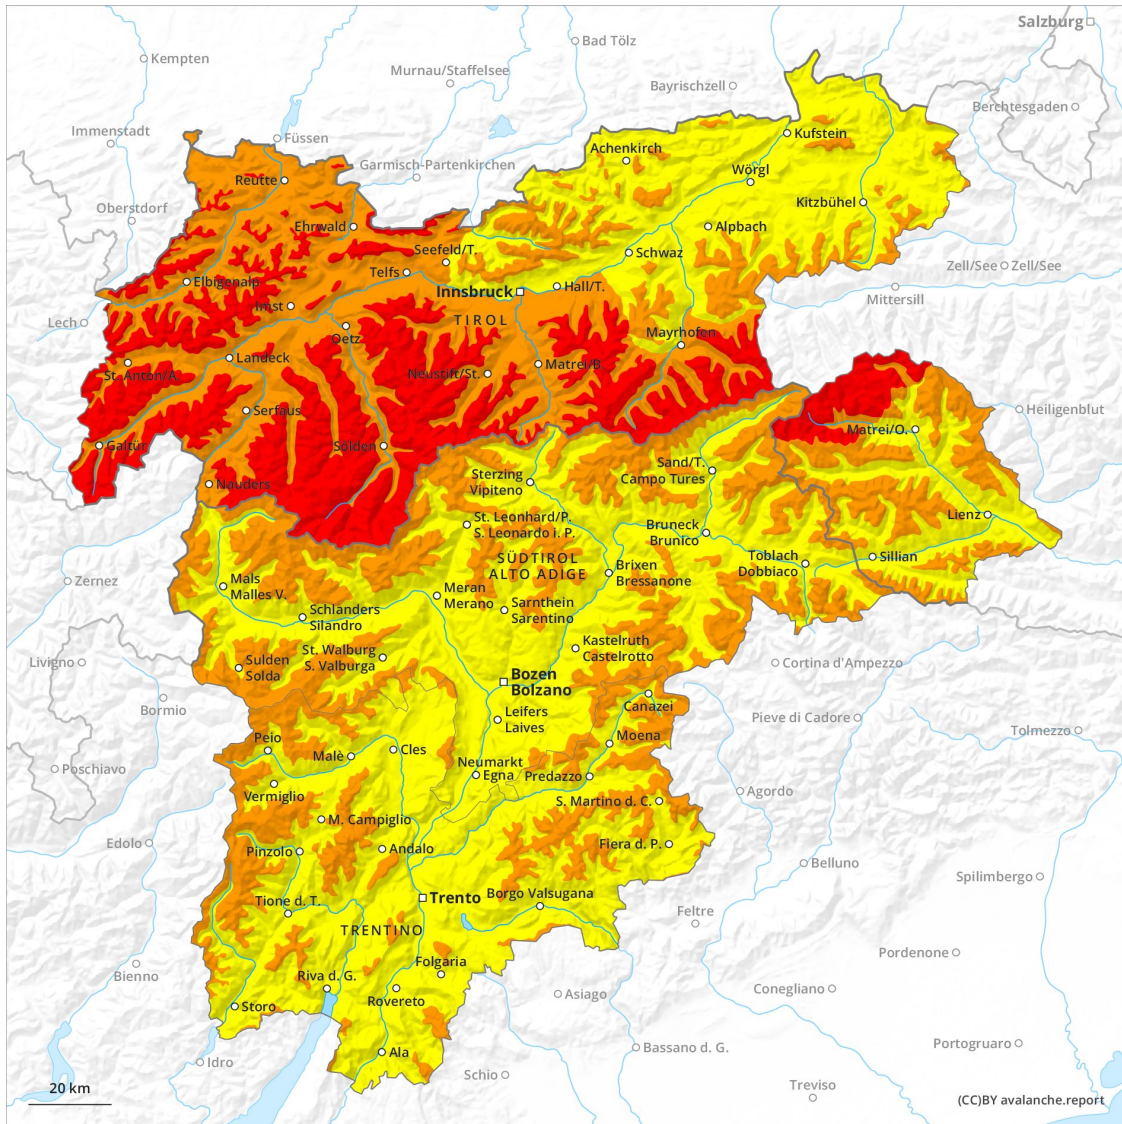 Salzburg
Bad Tölz
Kempten
Murnau/Staffelsee
Bayrischzell
Berchtesgaden
Immenstadt
Füssen
Kufstein
Achenkirch
Garmisch-Partenkirchen
Wörgl
Reutte
Kitzbühel
Oberstdorf
Ehrwald
Alpbach
Seefeld/T.
Schwaz
Telfs
Zell/See
Zell/See
Elbigenalp
Innsbruck
Hall/T.
Mittersill
Imst
TIROL
Lech
Oetz
Mayrhofen
Landeck
St. Anton/A.
Neustift/St.
Matrei/B.
Serfaus
Heiligenblut
Galtür
Sölden
Matrei/O.
Nauders
Sterzing
Vipiteno
Sand/T.
Campo Tures
St. Leonhard/P.
S. Leonardo i. P.
Lienz
Bruneck
Brunico
SÜDTIROL
ALTO ADIGE
Toblach
Dobbiaco
Sillian
Brixen
Bressanone
Zernez
Mals
Malles V.
Meran
Merano
Sarnthein
Sarentino
Schlanders
Silandro
Kastelruth
Castelrotto
St. Walburg
S. Valburga
Livigno
Sulden
Solda
Cortina d'Ampezzo
Bozen
Bolzano
Bormio
Canazei
Leifers
Laives
Pieve di Cadore
Tolmezzo
Peio
Moena
Malè
Cles
Poschiavo
Neumarkt
Egna
Predazzo
Vermiglio
Agordo
S. Martino d. C.
M. Campiglio
Edolo
Pinzolo
Andalo
Fiera d. P.
Belluno
Spilimbergo
Trento
Borgo Valsugana
Tione d. T.
Feltre
TRENTINO
Pordenone
Folgaria
Bienno
Riva d. G.
Conegliano
Rovereto
Asiago
Storo
Portogruaro
Ala
Bassano d. G.
Idro
Schio
Treviso
20 km
(CC)BY avalanche.report